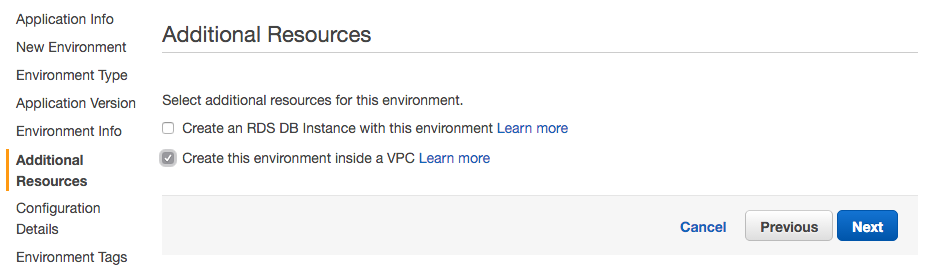 Application Info
New Environment
Environment Type
Application Version
Environment Info
Additional
Resources
Configuration
Details
Environment Tags
Additional Resources
Select additional resources for this environment.
Create an RDS DB Instance with this environment Learn more
Create this environment inside a VPC Learn more
Cancel Previous Next